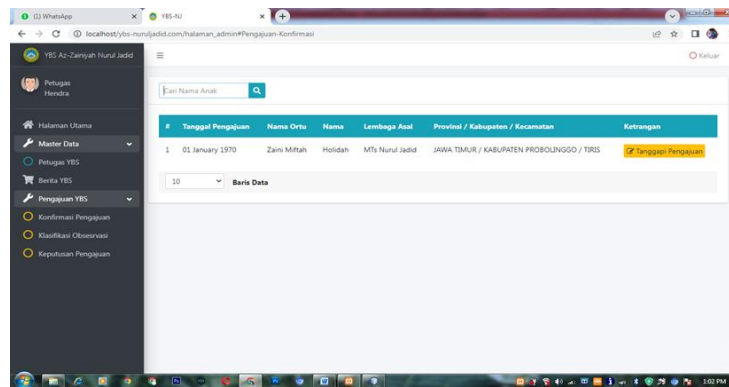 (1) WhatsApp
YBS-NJ
localhost/ybs-nuruljadid.com/halaman_admin#Pengajuan-Konfirmasi
YBS Az-Zainiyah Nurul Jadid
Keluar
Petugas
Hendra
Cari Nama Anak
Halaman Utama
Master Data
Petugas YBS
Berita YBS
Pengajuan YBS
Konfirmasi Pengajuan
Klasifikasi Obsesrvasi
Keputusan Pengajuan
# Tanggal Pengajuan Nama Ortu Nama Lembaga Asal Provinsi / Kabupaten / Kecamatan Ketrangan
1 01 January 1970 Zaini Miftah Holidah MTs Nurul Jadid JAWA TIMUR / KABUPATEN PROBOLINGGO / TIRIS Tanggapi Pengajuan
10 Baris Data
1:02 PM